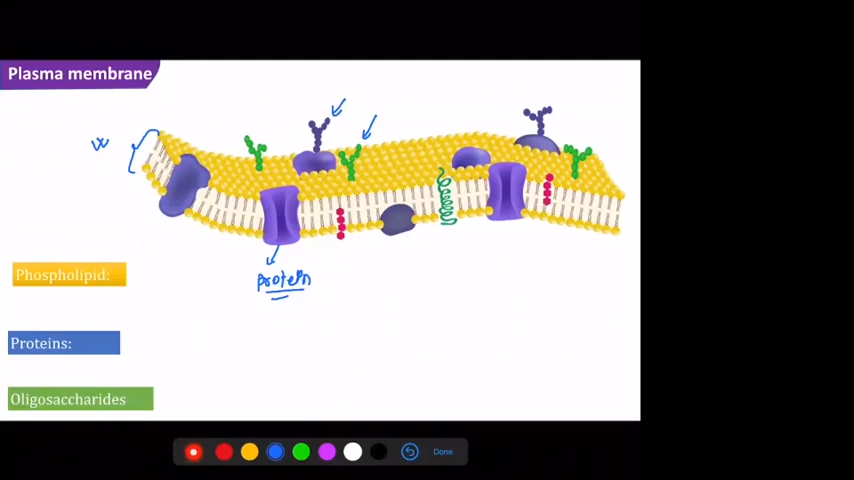 Plasma membrane
protein
Phospholipid:
Proteins:
Oligosaccharides
Done